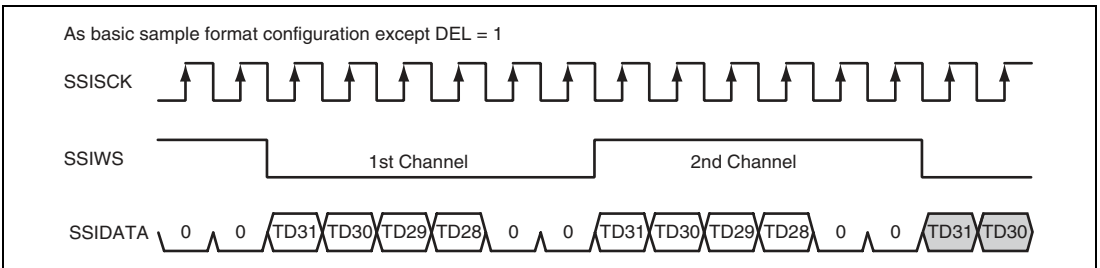 As basic sample format configuration except DEL = 1
SSISCK
SSIWS 1st Channel 2nd Channel
SSIDATA 0 0 TD31 TD30 TD29 TD28 0 0 TD31 TD30 TD29 TD28 0 0 TD31 TD30